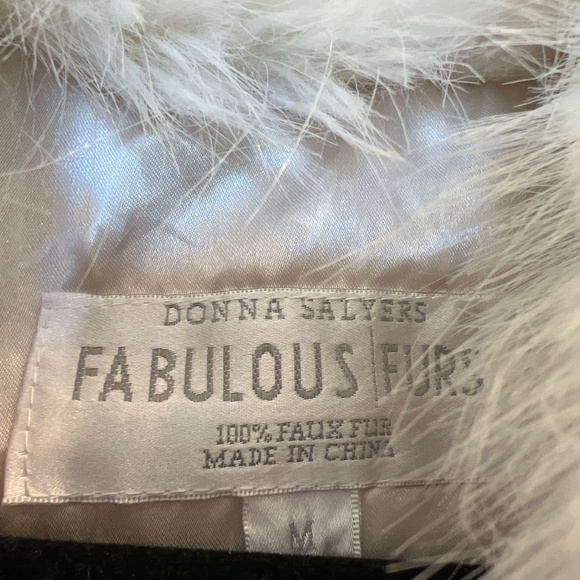 DONNA SALYERS
FABULOUS FURS
100% FAUX FUR
MADE IN CHINA
M